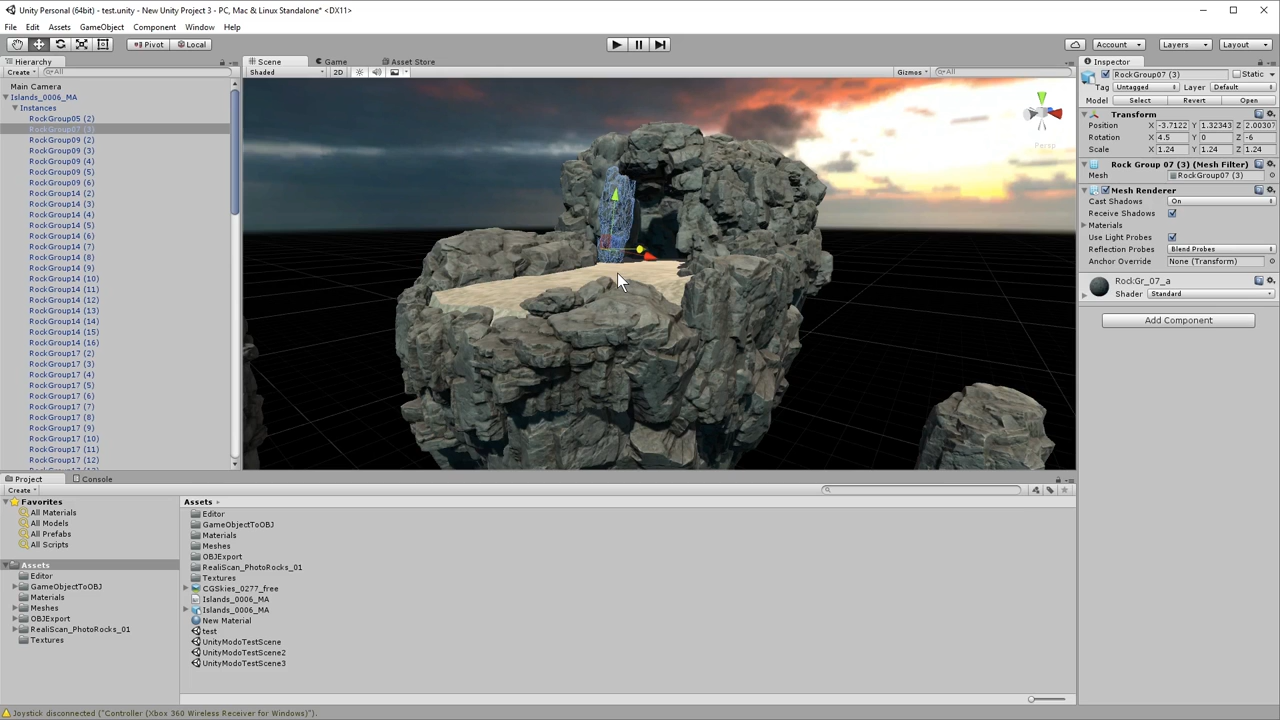 Unity Personal (64bit) - test.unity - New Unity Project 3 - PC, Mac & Linux Standalone* <DX11>
File Edit Assets GameObject Component Window Help
Pivot Local Account Layers Layout
Hierarchy
Create All
Main Camera
Islands_0006_MA
Instances
RockGroup05 (2)
RockGroup07 (3)
RockGroup09 (2)
RockGroup09 (3)
RockGroup09 (4)
RockGroup09 (5)
RockGroup09 (6)
RockGroup14 (2)
RockGroup14 (3)
RockGroup14 (4)
RockGroup14 (5)
RockGroup14 (6)
RockGroup14 (7)
RockGroup14 (8)
RockGroup14 (9)
RockGroup14 (10)
RockGroup14 (11)
RockGroup14 (12)
RockGroup14 (13)
RockGroup14 (14)
RockGroup14 (15)
RockGroup14 (16)
RockGroup17 (2)
RockGroup17 (3)
RockGroup17 (4)
RockGroup17 (5)
RockGroup17 (6)
RockGroup17 (7)
RockGroup17 (8)
RockGroup17 (9)
RockGroup17 (10)
RockGroup17 (11)
RockGroup17 (12)
Scene Game Asset Store
Shaded 2D Gizmos All
Persp
Inspector
RockGroup07 (3) Static
Tag Untagged Layer Default
Model Select Revert Open
Transform
Position X -3.7122 Y 1.32343 Z 2.00307
Rotation X 4.5 Y 0 Z -6
Scale X 1.24 Y 1.24 Z 1.24
Rock Group 07 (3) (Mesh Filter)
Mesh RockGroup07 (3)
Mesh Renderer
Cast Shadows On
Receive Shadows
Materials
Use Light Probes
Reflection Probes Blend Probes
Anchor Override None (Transform)
Rock:Gr_07_a
Shader Standard
Add Component
Project Console
Create
Favorites
All Materials
All Models
All Prefabs
All Scripts
Assets
Editor
GameObjectToOBJ
Materials
Meshes
OBJExport
RealiScan_PhotoRocks_01
Textures
Assets
Editor
GameObjectToOBJ
Materials
Meshes
OBJExport
RealiScan_PhotoRocks_01
Textures
CGSkies_0277_free
Islands_0006_MA
Islands_0006_MA
New Material
test
UnityModoTestScene
UnityModoTestScene2
UnityModoTestScene3
Joystick disconnected ("Controller (Xbox 360 Wireless Receiver for Windows)").